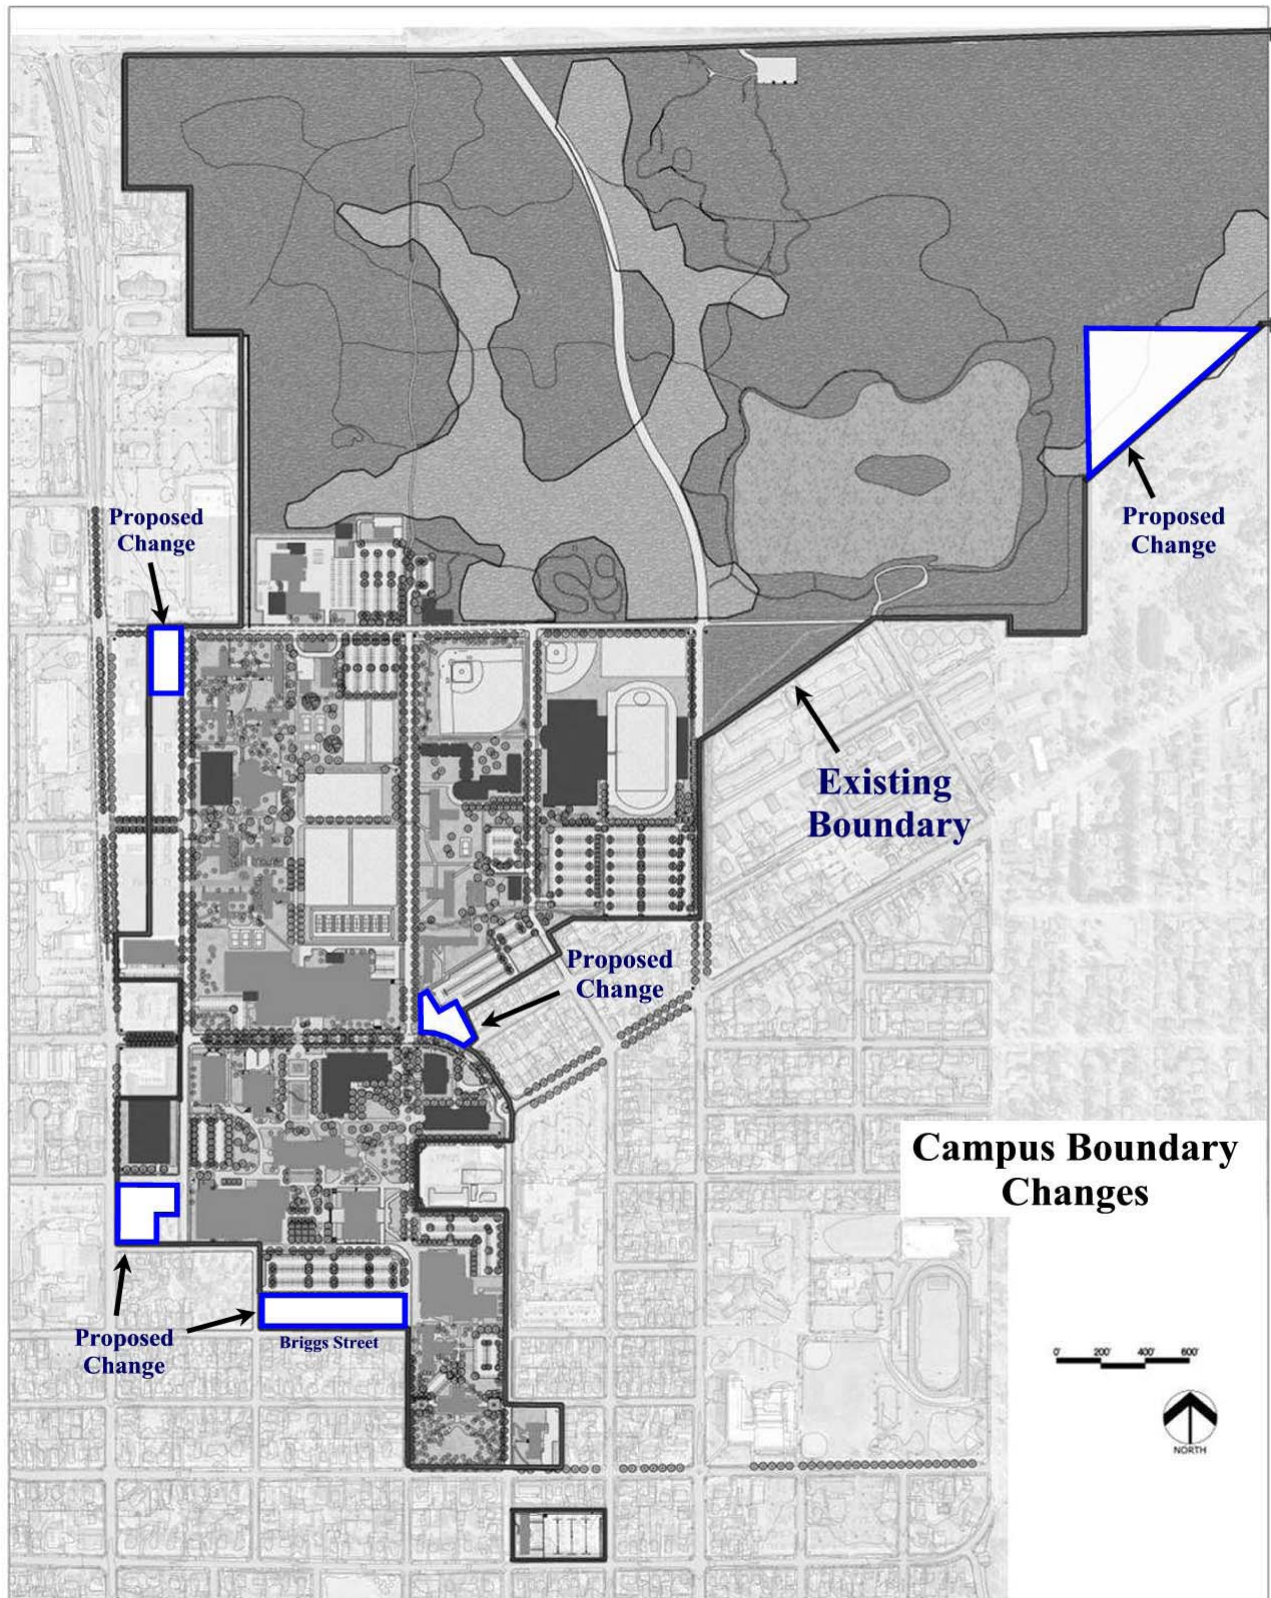 Proposed
Change
Proposed
Change
Existing
Boundary
Proposed
Change
Campus Boundary
Changes
Proposed
Change
Briggs Street
0' 200' 400' 600'
NORTH